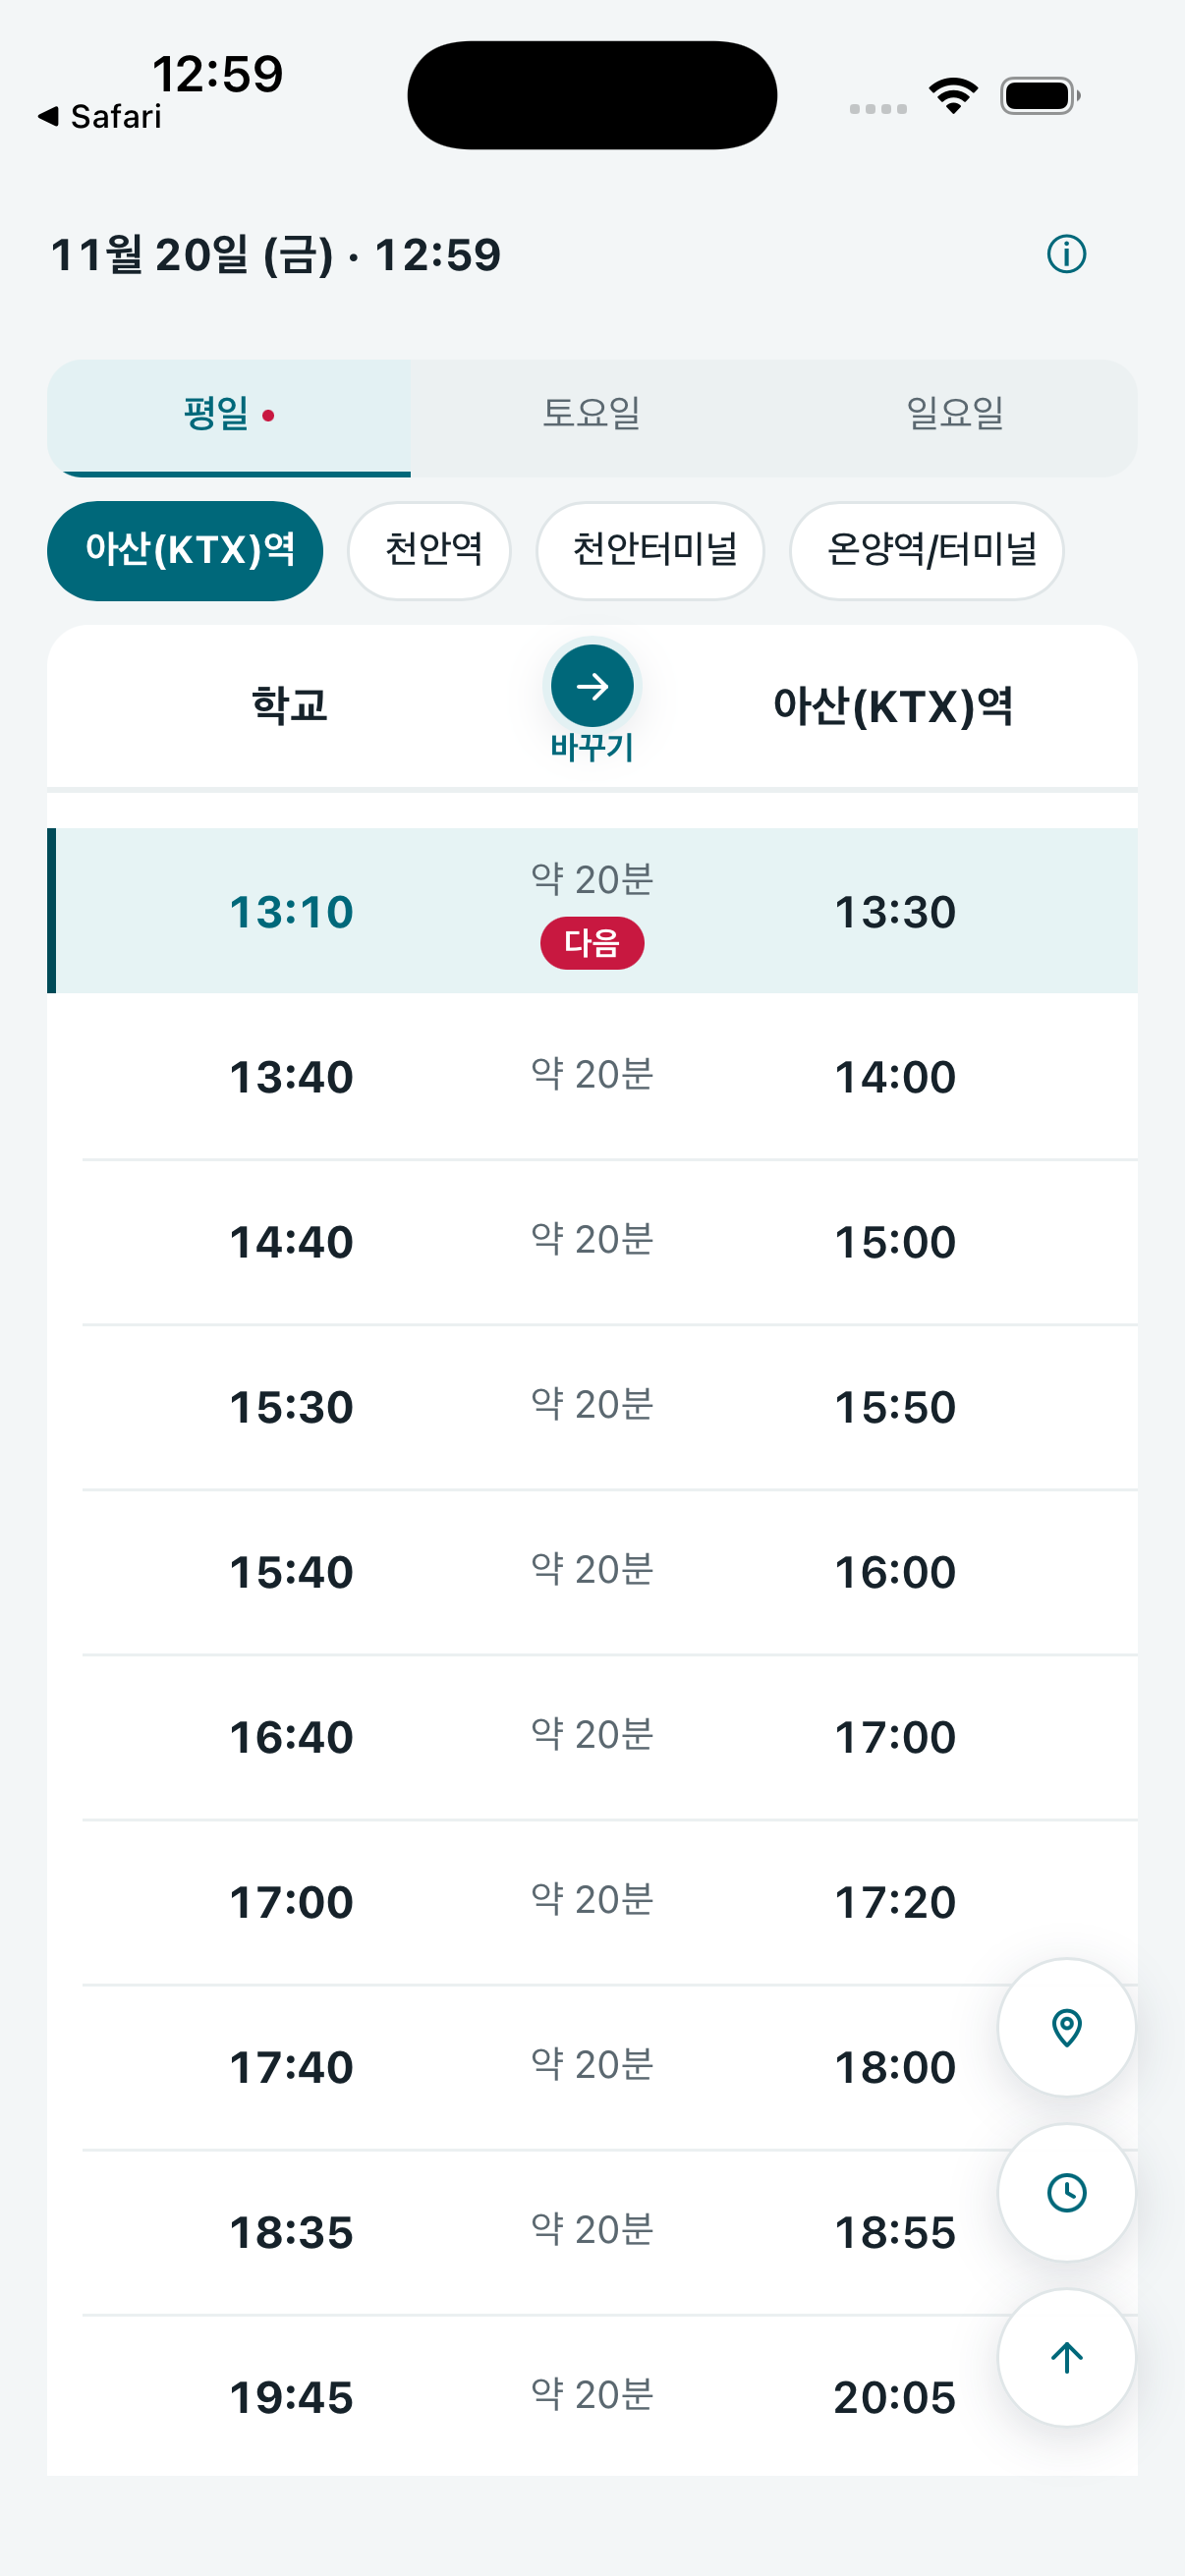 12:59
Safari
11월 20일 (금) · 12:59
평일 토요일 일요일
아산(KTX)역 천안역 천안터미널 온양역/터미널
학교 바꾸기 아산(KTX)역
13:10 약 20분 다음 13:30
13:40 약 20분 14:00
14:40 약 20분 15:00
15:30 약 20분 15:50
15:40 약 20분 16:00
16:40 약 20분 17:00
17:00 약 20분 17:20
17:40 약 20분 18:00
18:35 약 20분 18:55
19:45 약 20분 20:05